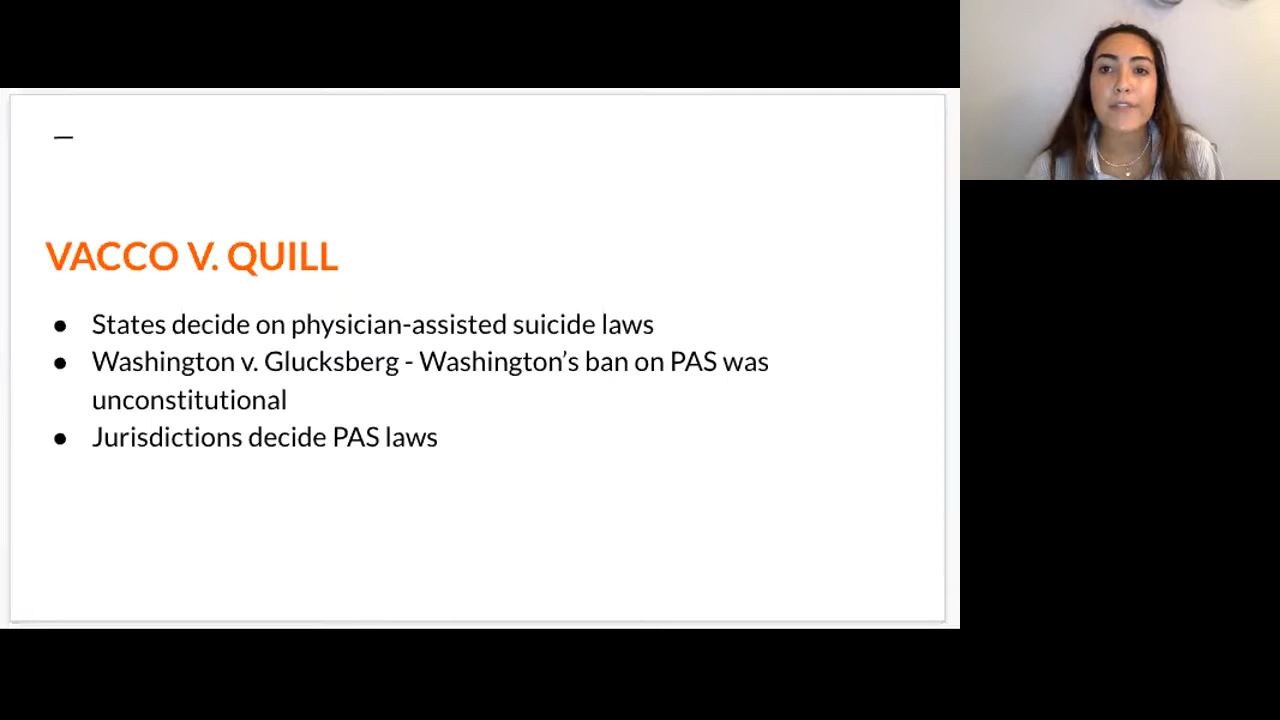 VACCO V. QUILL
● States decide on physician-assisted suicide laws
● Washington v. Glucksberg - Washington's ban on PAS was
unconstitutional
● Jurisdictions decide PAS laws